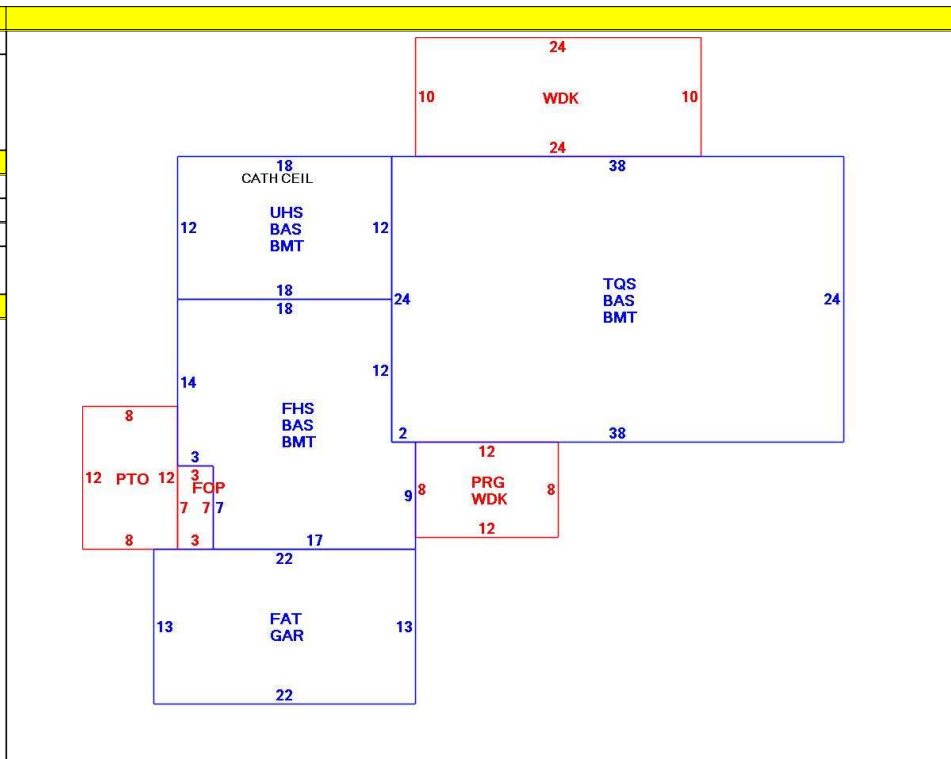 24
10 WDK 10
24
18 38
CATH CEIL
UHS
BAS
BMT
12 12
18
18
24
TQS
BAS
BMT
24
14 12
FHS
BAS
BMT
8
2 38
3
12 PTO 12
3
FOP
7 7 7
9
12
8 PRG 8
WDK
12
8 3 17
22
13 FAT 13
GAR
22